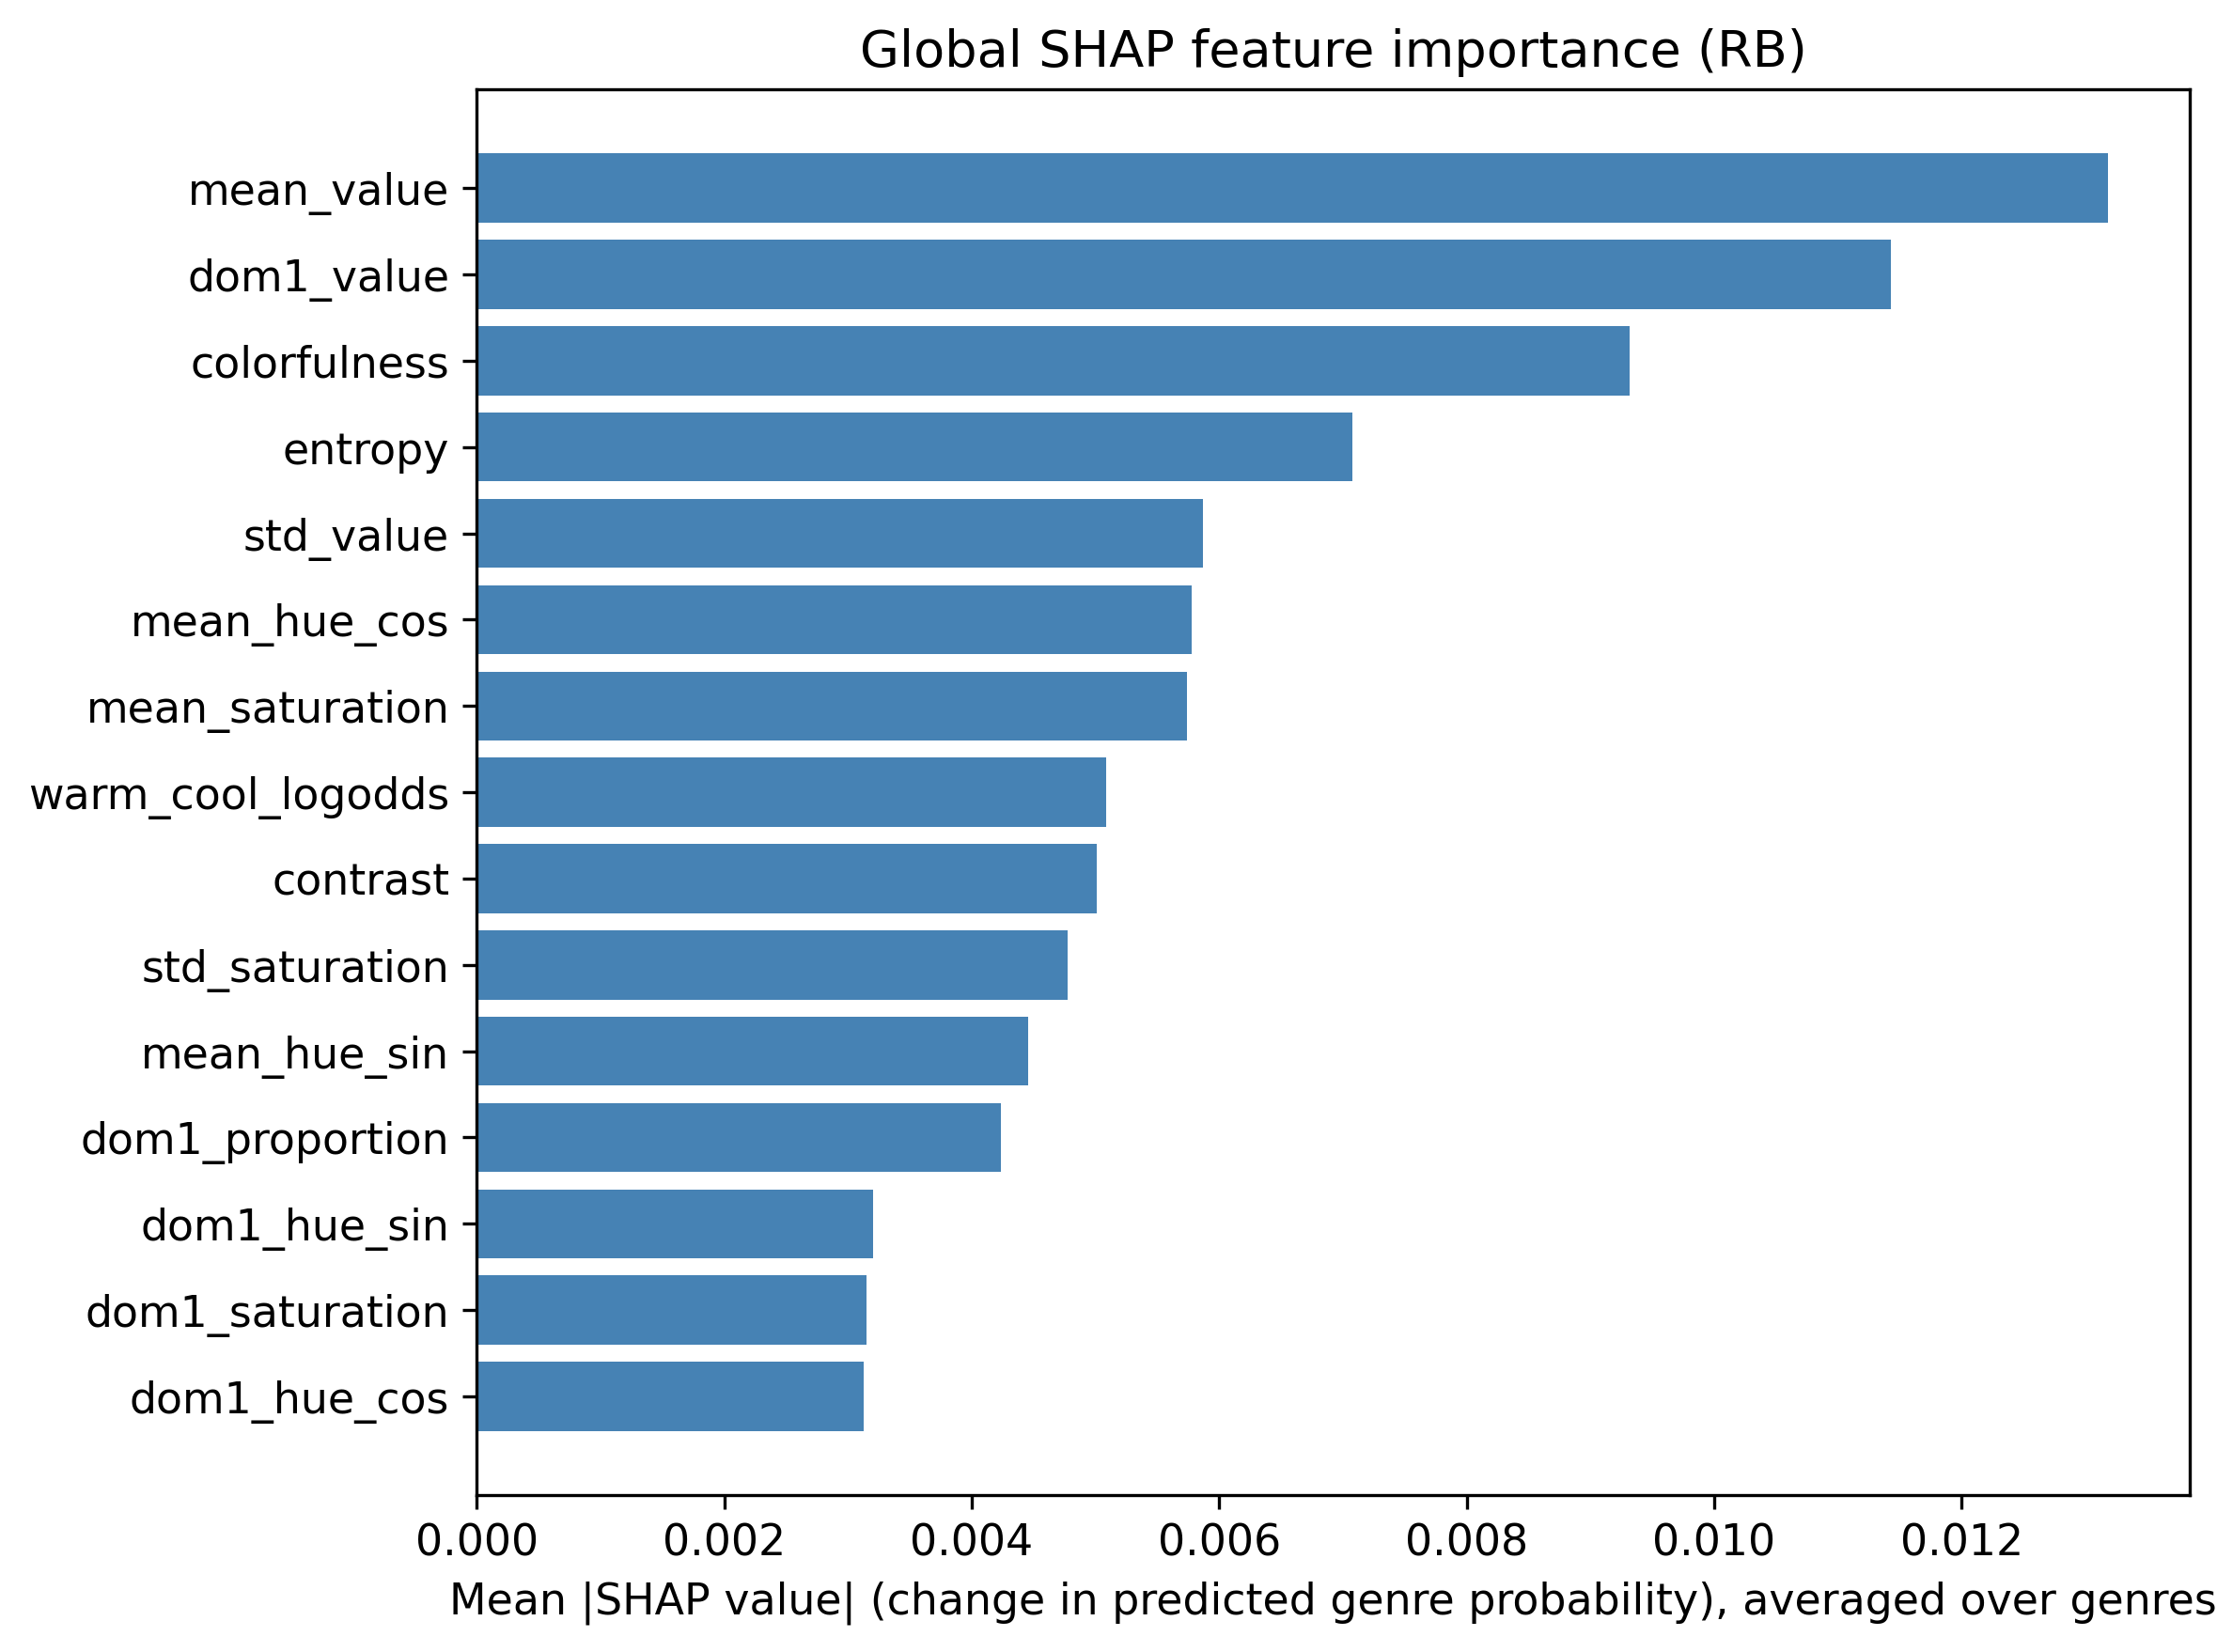 Global SHAP feature importance (RB)
mean_value
dom1_value
colorfulness
entropy
std_value
mean_hue_cos
mean_saturation
warm_cool_logodds
contrast
std_saturation
mean_hue_sin
dom1_proportion
dom1_hue_sin
dom1_saturation
dom1_hue_cos
0.000 0.002 0.004 0.006 0.008 0.010 0.012
Mean |SHAP value| (change in predicted genre probability), averaged over genres